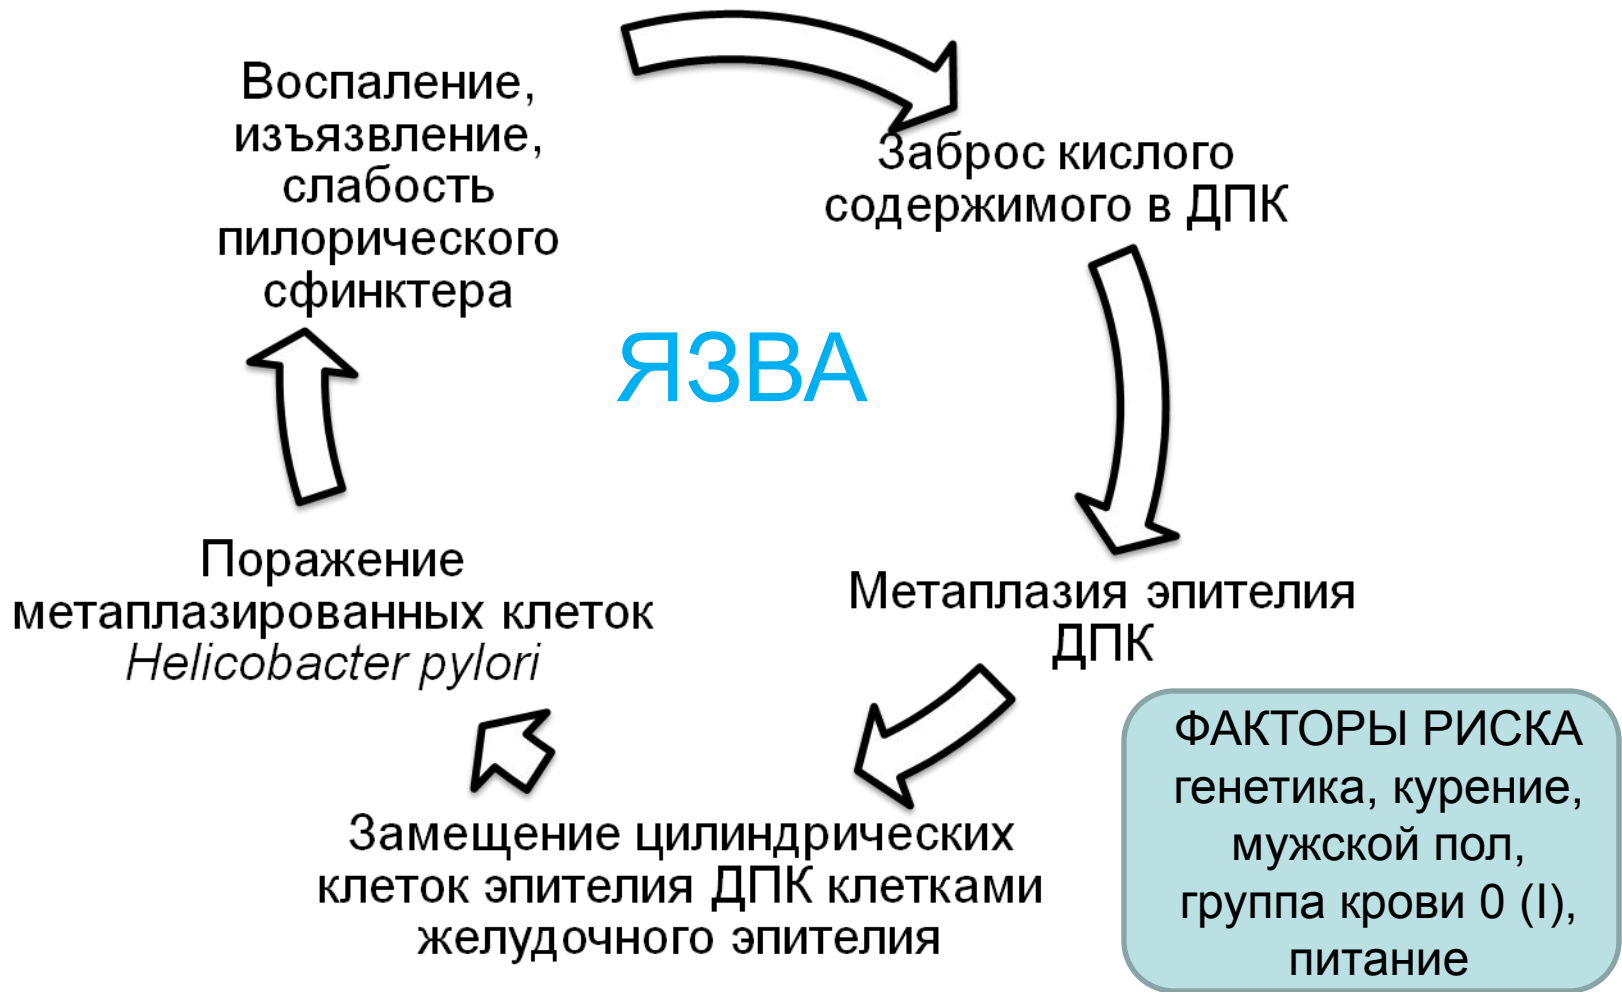 Воспаление,
изъязвление,
слабость
пилорического
сфинктера
Заброс кислого
содержимого в ДПК
ЯЗВА
Метаплазия эпителия
ДПК
Замещение цилиндрических
клеток эпителия ДПК клетками
желудочного эпителия
Поражение
метаплазированных клеток
Helicobacter pylori
ФАКТОРЫ РИСКА
генетика, курение,
мужской пол,
группа крови 0 (I),
питание